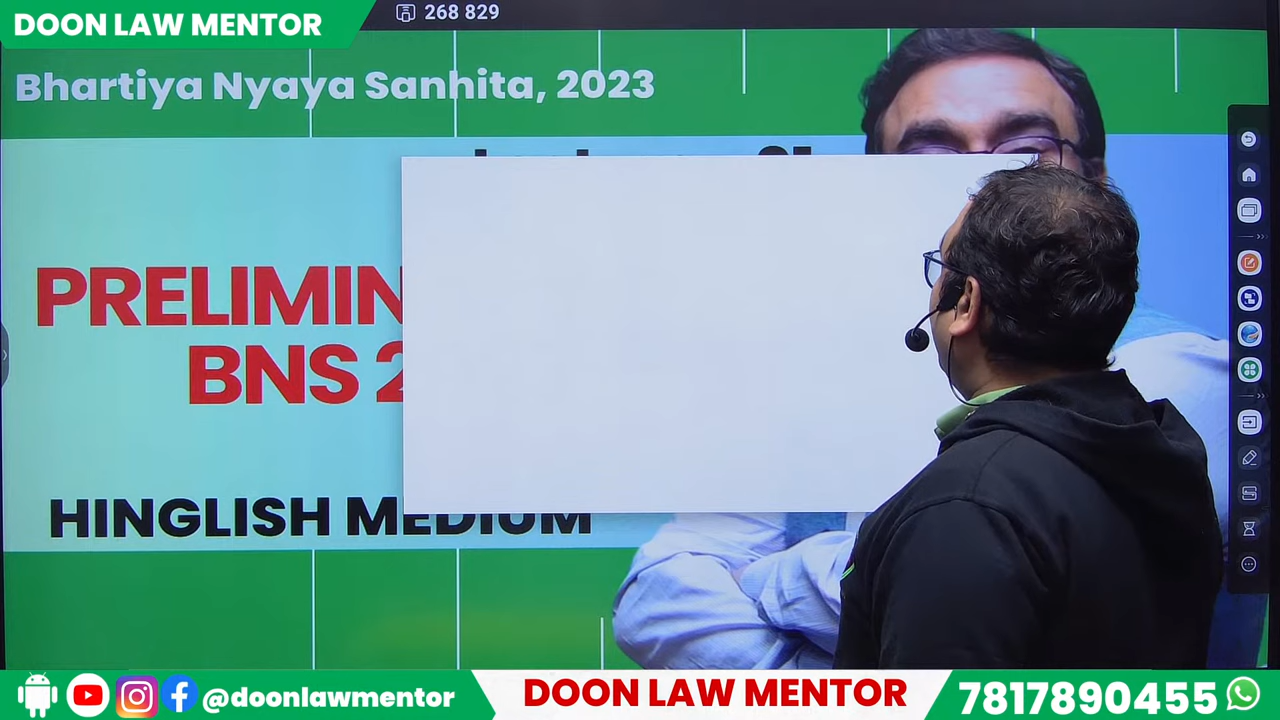 DOON LAW MENTOR
268 829
Bhartiya Nyaya Sanhita, 2023
PRELIMIN
BNS 2
HINGLISH MEDIUM
@doonlawmentor
DOON LAW MENTOR
7817890455